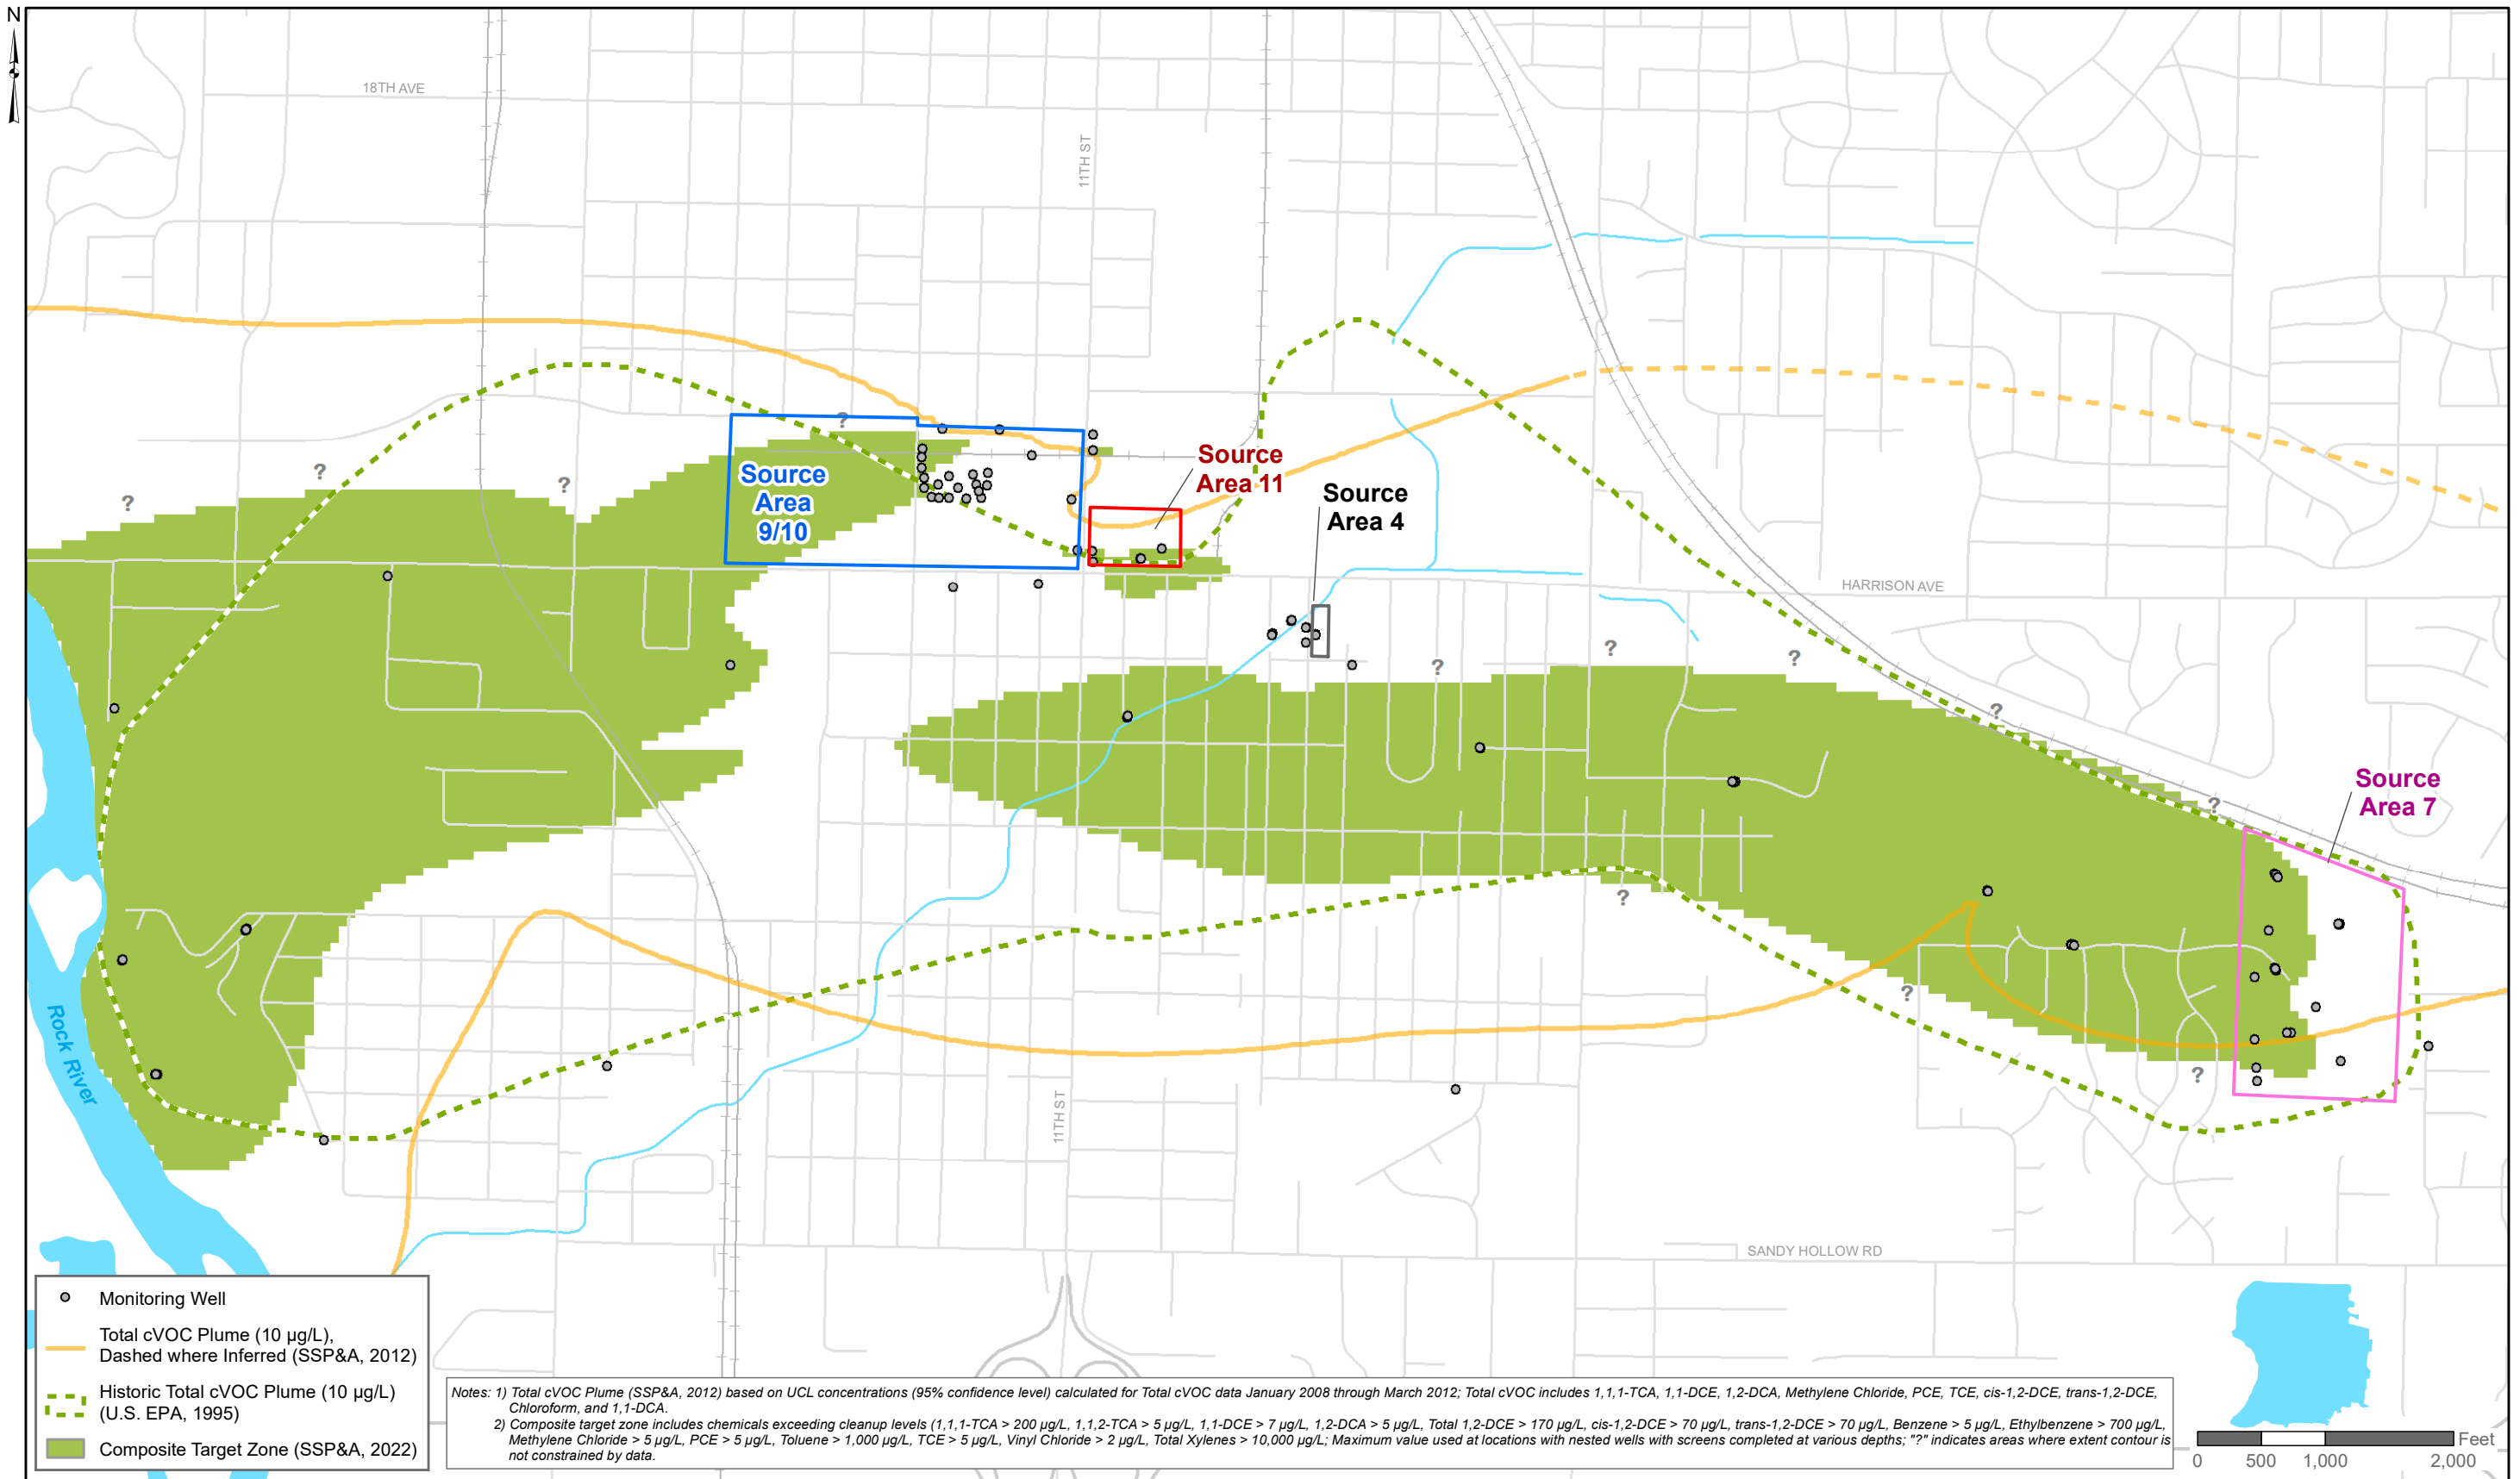 N
18TH AVE
11TH ST
?
?
?
?
Source
Area
9/10
Source
Area 11
Source
Area 4
HARRISON AVE
?
?
?
?
?
Source
Area 7
?
?
?
Rock River
11TH ST
SANDY HOLLOW RD
Monitoring Well
Total cVOC Plume (10 µg/L),
Dashed where Inferred (SSP&A, 2012)
Historic Total cVOC Plume (10 µg/L)
(U.S. EPA, 1995)
Composite Target Zone (SSP&A, 2022)
Notes: 1) Total cVOC Plume (SSP&A, 2012) based on UCL concentrations (95% confidence level) calculated for Total cVOC data January 2008 through March 2012; Total cVOC includes 1,1,1-TCA, 1,1-DCE, 1,2-DCA, Methylene Chloride, PCE, TCE, cis-1,2-DCE, trans-1,2-DCE,
Chloroform, and 1,1-DCA.
2) Composite target zone includes chemicals exceeding cleanup levels (1,1,1-TCA > 200 µg/L, 1,1,2-TCA > 5 µg/L, 1,1-DCE > 7 µg/L, 1,2-DCA > 5 µg/L, Total 1,2-DCE > 170 µg/L, cis-1,2-DCE > 70 µg/L, trans-1,2-DCE > 70 µg/L, Benzene > 5 µg/L, Ethylbenzene > 700 µg/L,
Methylene Chloride > 5 µg/L, PCE > 5 µg/L, Toluene > 1,000 µg/L, TCE > 5 µg/L, Vinyl Chloride > 2 µg/L, Total Xylenes > 10,000 µg/L; Maximum value used at locations with nested wells with screens completed at various depths; "?" indicates areas where extent contour is
not constrained by data.
Feet
0 500 1,000 2,000